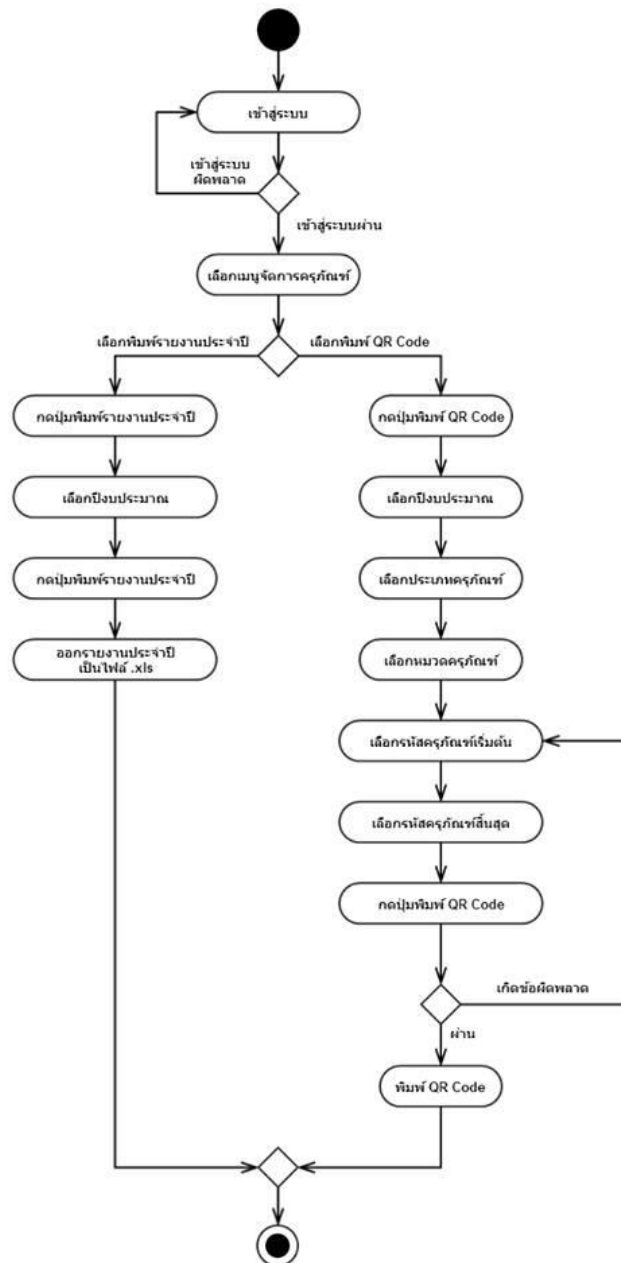 เข้าสู่ระบบ
เข้าสู่ระบบ
ผิดพลาด
เข้าสู่ระบบผ่าน
เลือกเมนูจัดการครุภัณฑ์
เลือกพิมพ์รายงานประจำปี
เลือกพิมพ์ QR Code
กดปุ่มพิมพ์รายงานประจำปี
กดปุ่มพิมพ์ QR Code
เลือกปีงบประมาณ
เลือกปีงบประมาณ
กดปุ่มพิมพ์รายงานประจำปี
เลือกประเภทครุภัณฑ์
ออกรายงานประจำปี
เป็นไฟล์ .xls
เลือกหมวดครุภัณฑ์
เลือกรหัสครุภัณฑ์เริ่มต้น
เลือกรหัสครุภัณฑ์สิ้นสุด
กดปุ่มพิมพ์ QR Code
เกิดข้อผิดพลาด
ผ่าน
พิมพ์ QR Code